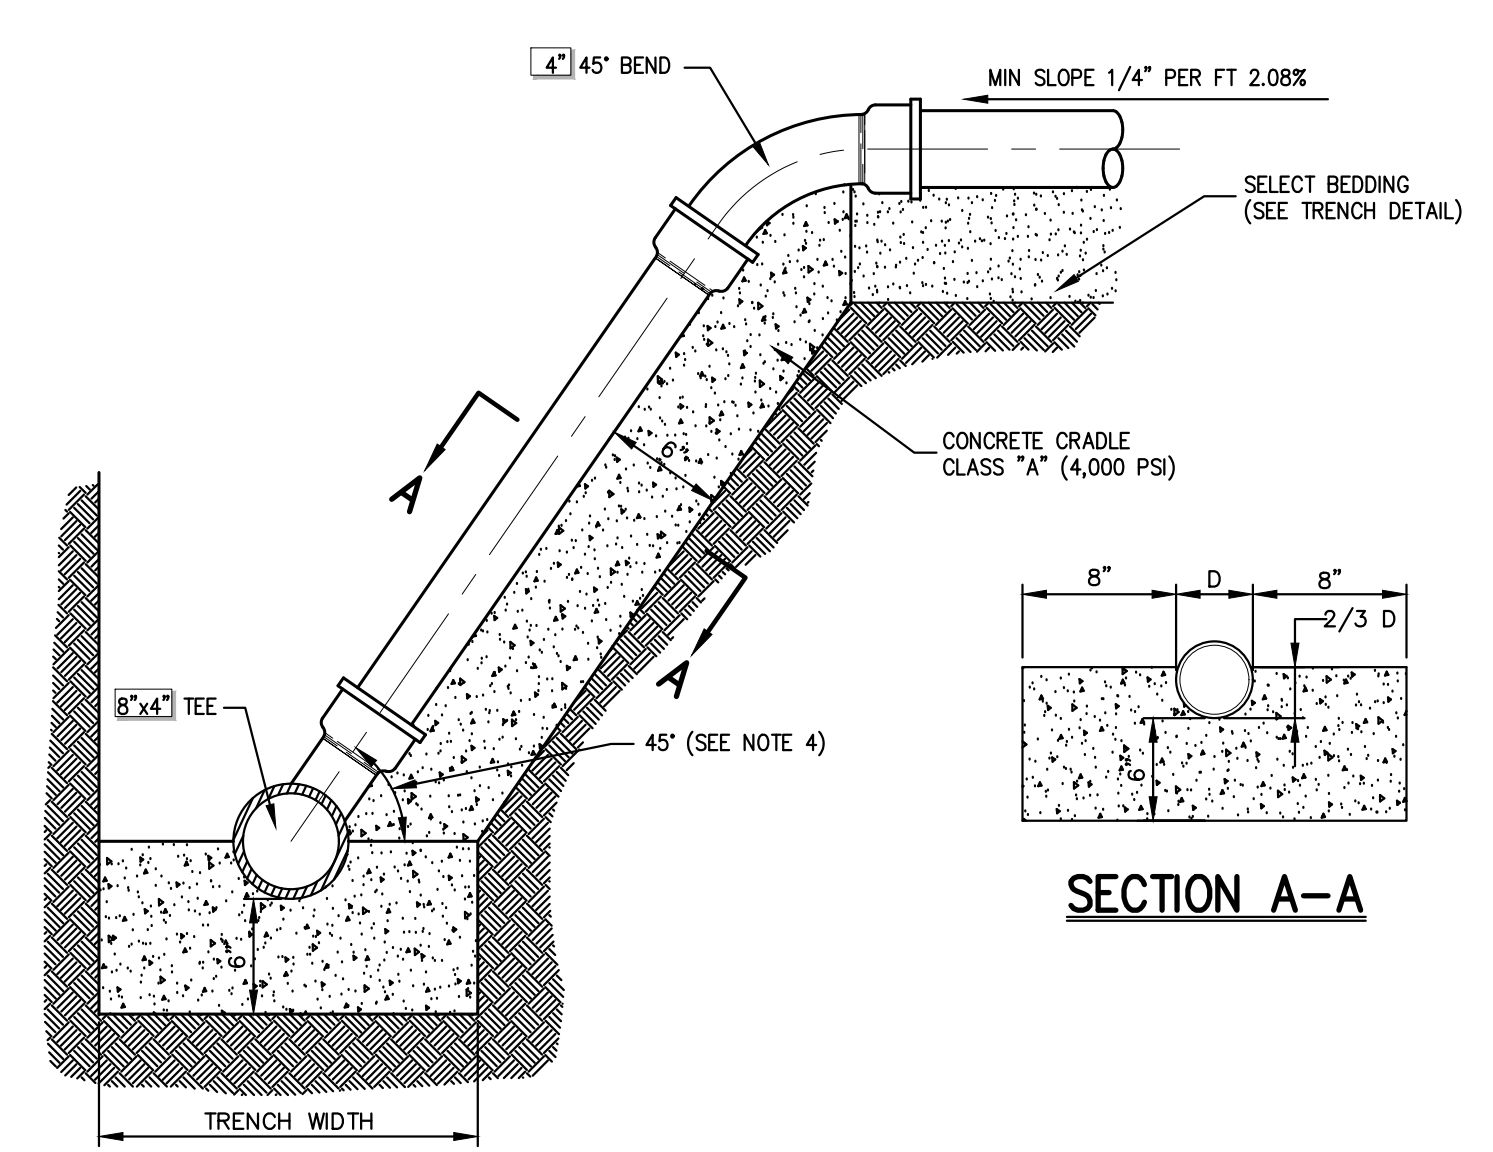 4" 45° BEND
MIN SLOPE 1/4" PER FT 2.08%
SELECT BEDDING
(SEE TRENCH DETAIL)
6"
CONCRETE CRADLE
CLASS "A" (4,000 PSI)
A
A
8" D 8"
2/3 D
6"
SECTION A-A
8"x4" TEE
45° (SEE NOTE 4)
6"
TRENCH WIDTH